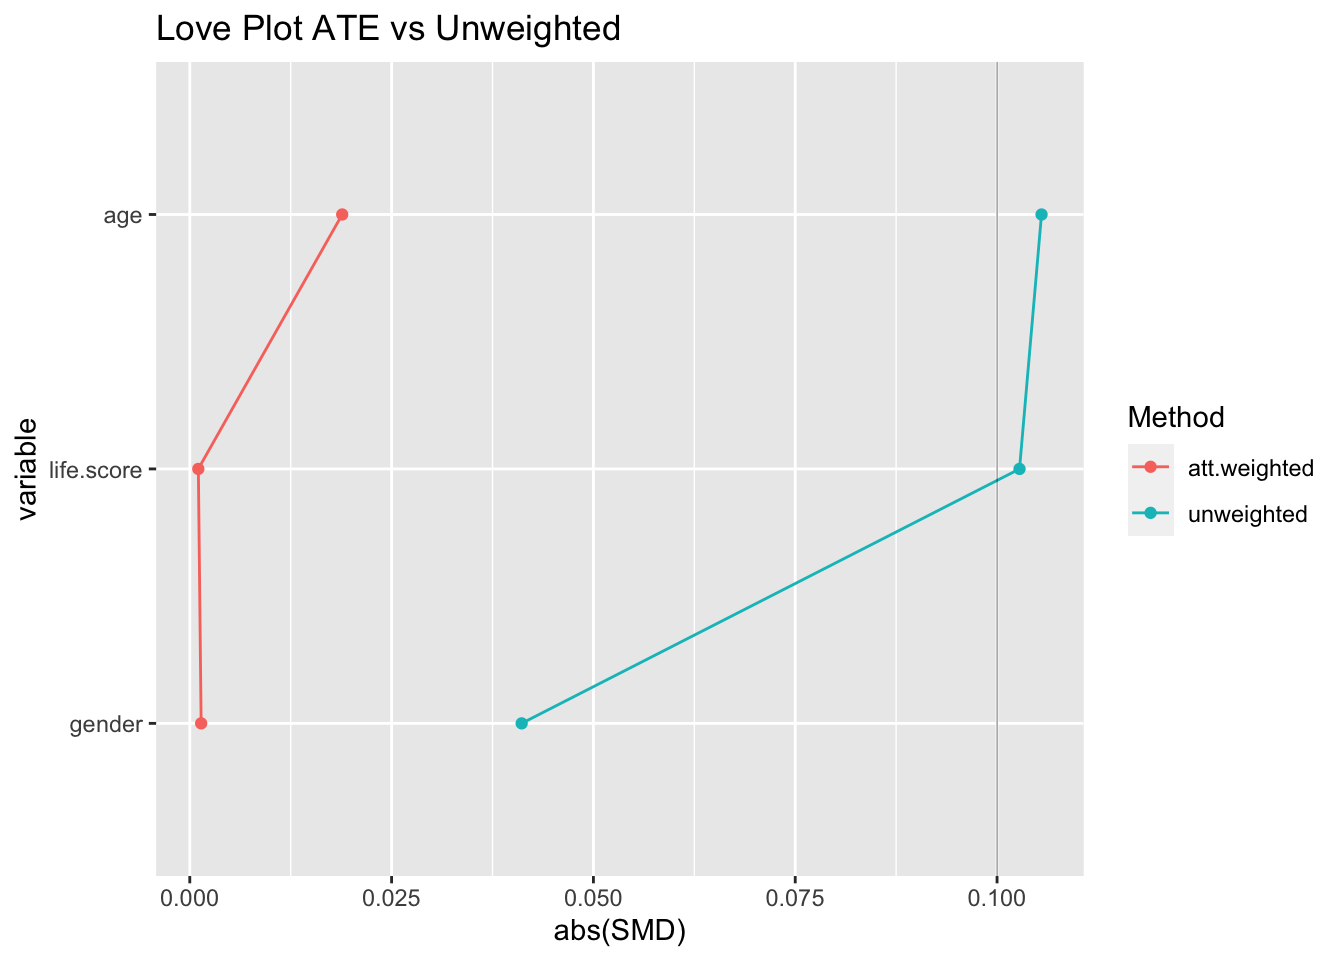 Love Plot ATE vs Unweighted
variable
age
life.score
gender
0.000
0.025
0.050
0.075
0.100
abs(SMD)
Method
att.weighted
unweighted